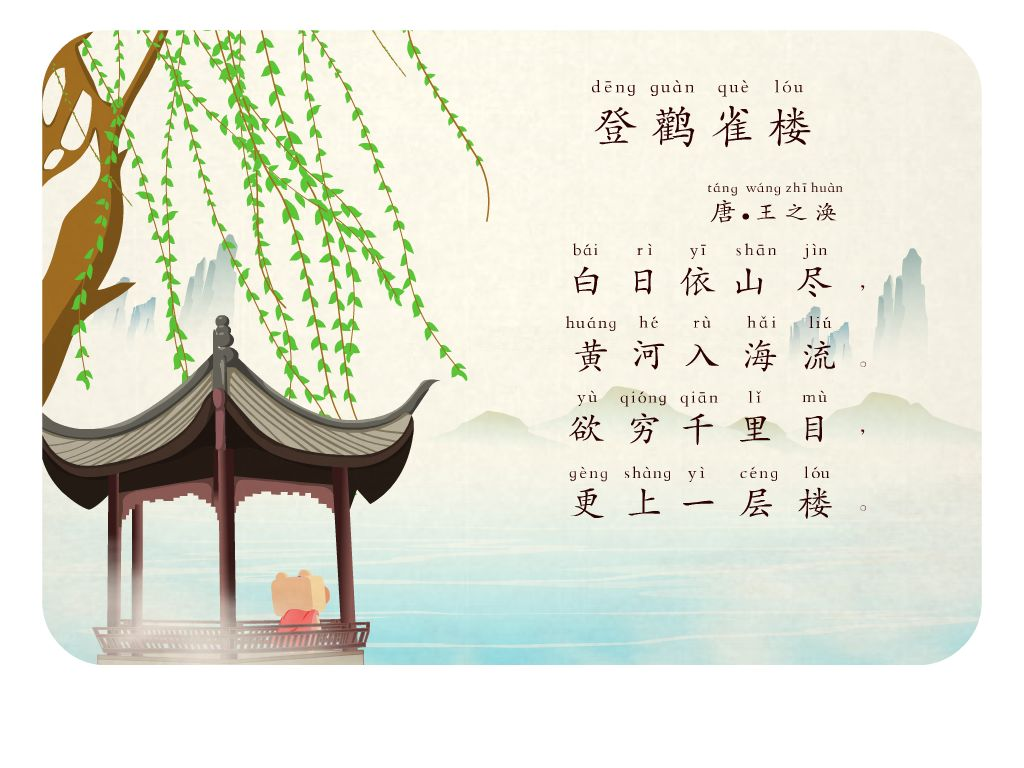 dēng guàn què lóu
登鹳雀楼
táng wáng zhī huàn
唐•王之涣
bái rì yī shān jìn
白日依山尽，
huáng hé rù hǎi liú
黄河入海流。
yù qióng qiān lǐ mù
欲穷千里目，
gèng shàng yì céng lóu
更上一层楼。